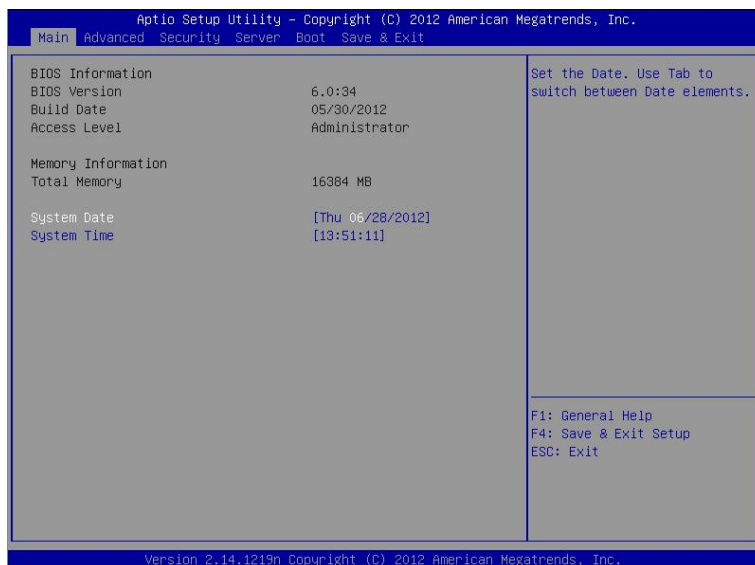 Aptio Setup Utility – Copyright (C) 2012 American Megatrends, Inc.
Main Advanced Security Server Boot Save & Exit
BIOS Information
BIOS Version 6.0:34
Build Date 05/30/2012
Access Level Administrator
Memory Information
Total Memory 16384 MB
System Date [Thu 06/28/2012]
System Time [13:51:11]
Set the Date. Use Tab to
switch between Date elements.
F1: General Help
F4: Save & Exit Setup
ESC: Exit
Version 2.14.1219n Copyright (C) 2012 American Megatrends, Inc.